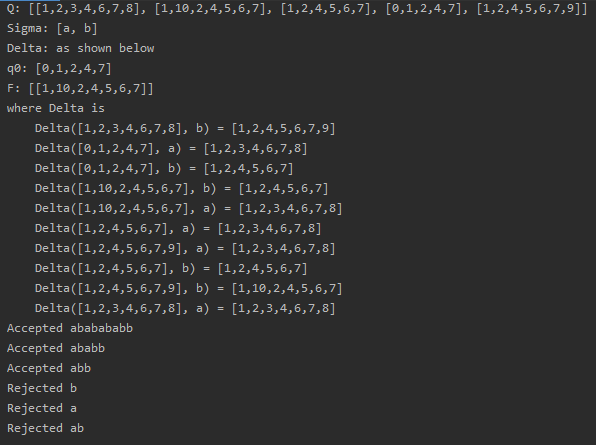 Q: [[1,2,3,4,6,7,8], [1,10,2,4,5,6,7], [1,2,4,5,6,7], [0,1,2,4,7], [1,2,4,5,6,7,9]]
Sigma: [a, b]
Delta: as shown below
q0: [0,1,2,4,7]
F: [[1,10,2,4,5,6,7]]
where Delta is
    Delta([1,2,3,4,6,7,8], b) = [1,2,4,5,6,7,9]
    Delta([0,1,2,4,7], a) = [1,2,3,4,6,7,8]
    Delta([0,1,2,4,7], b) = [1,2,4,5,6,7]
    Delta([1,10,2,4,5,6,7], b) = [1,2,4,5,6,7]
    Delta([1,10,2,4,5,6,7], a) = [1,2,3,4,6,7,8]
    Delta([1,2,4,5,6,7], a) = [1,2,3,4,6,7,8]
    Delta([1,2,4,5,6,7,9], a) = [1,2,3,4,6,7,8]
    Delta([1,2,4,5,6,7], b) = [1,2,4,5,6,7]
    Delta([1,2,4,5,6,7,9], b) = [1,10,2,4,5,6,7]
    Delta([1,2,3,4,6,7,8], a) = [1,2,3,4,6,7,8]
Accepted ababababb
Accepted ababb
Accepted abb
Rejected b
Rejected a
Rejected ab